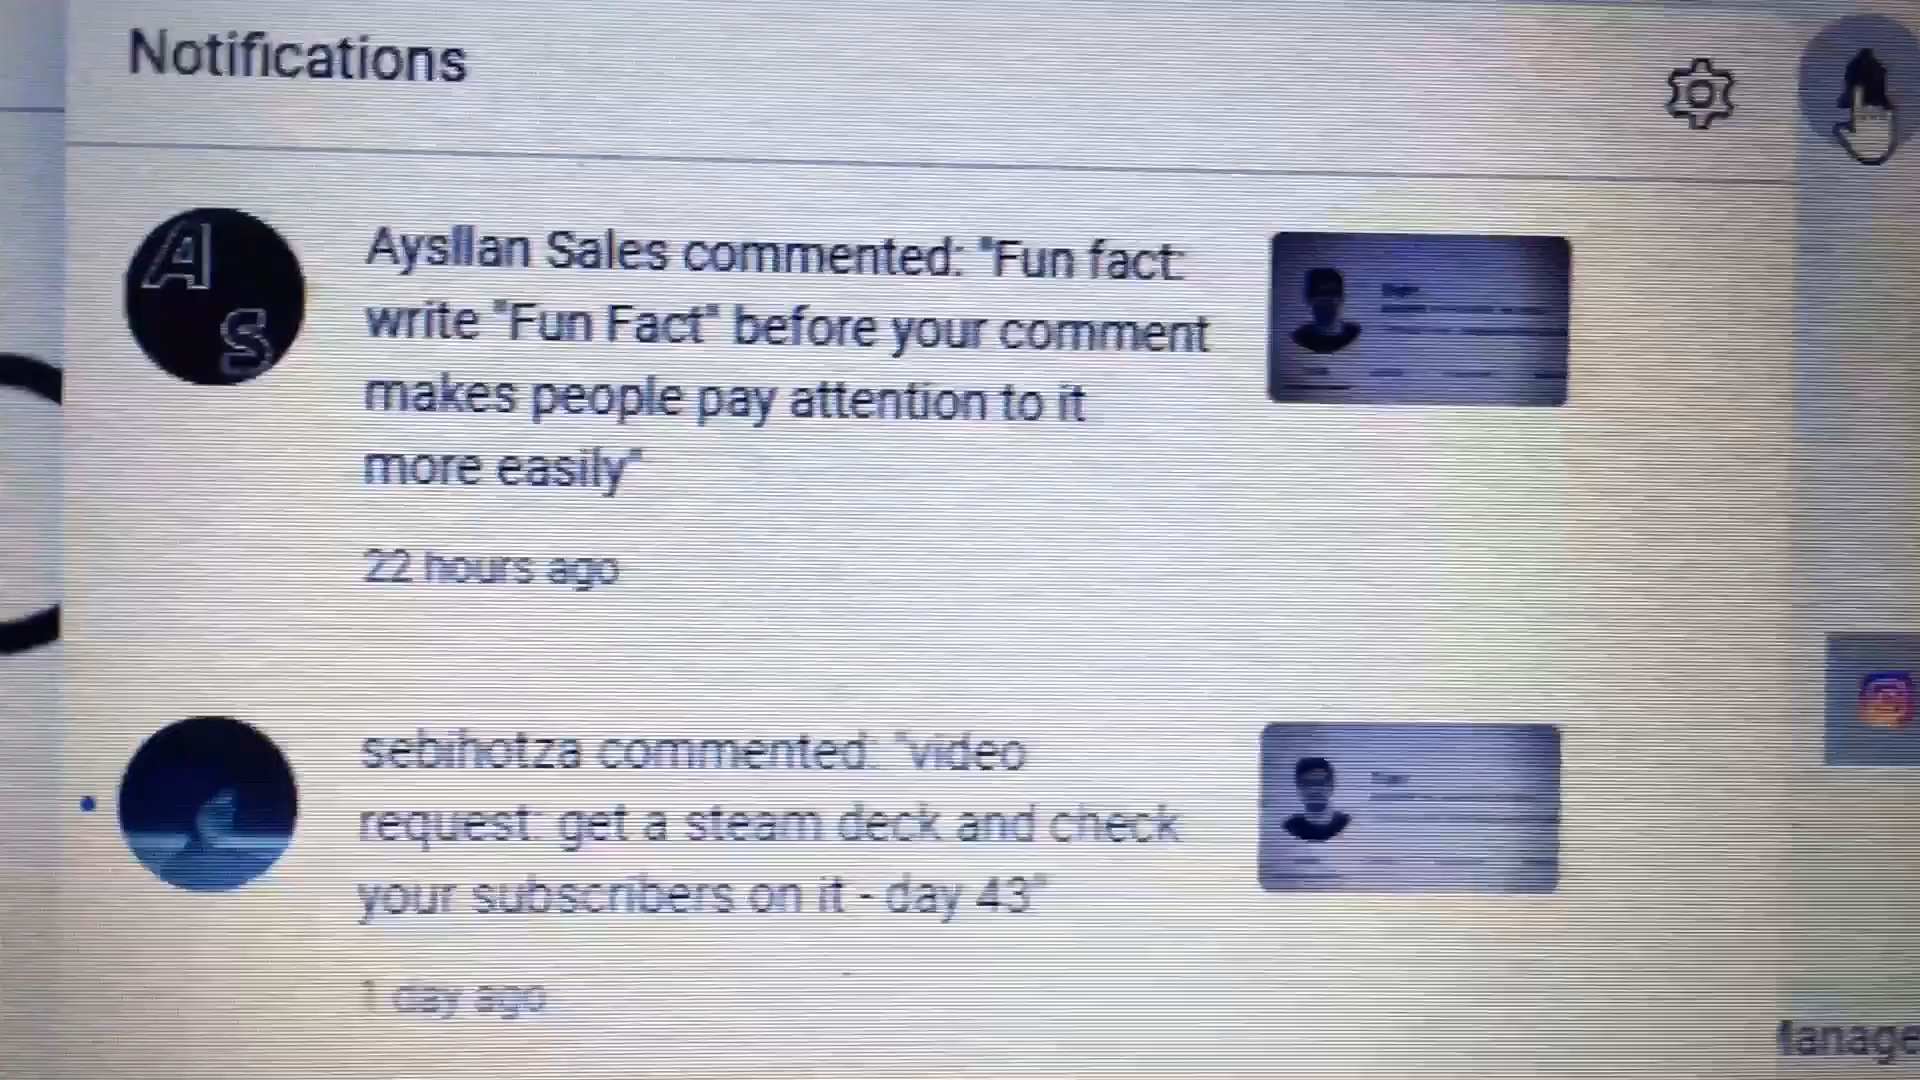 Notifications
A
S
Aysllan Sales commented: "Fun fact:
write "Fun Fact" before your comment
makes people pay attention to it
more easily"
22 hours ago
sebihotza commented: "video
request: get a steam deck and check
your subscribers on it - day 43"
1 day ago